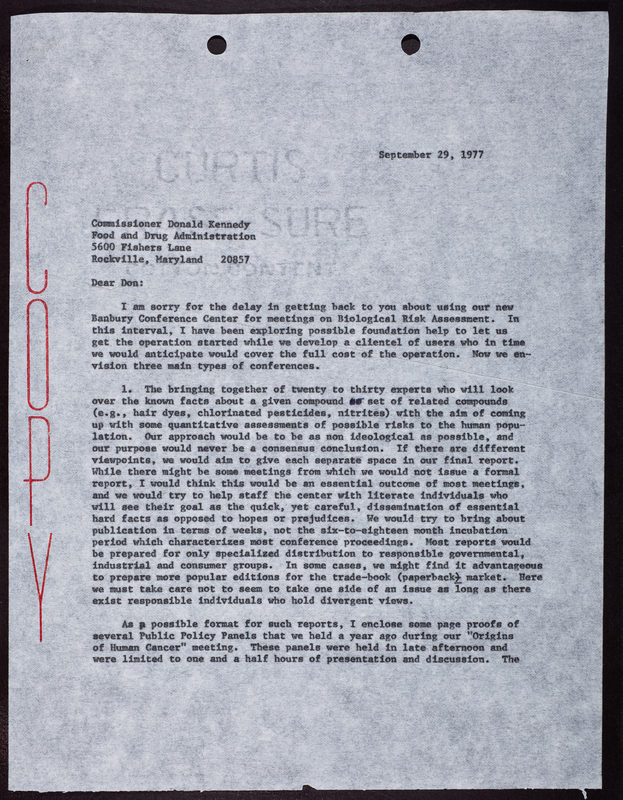 September 29, 1977
CURTIS
ERASE-SURE
COTTON CONTENT
COPY
Commissioner Donald Kennedy
Food and Drug Administration
5600 Fishers Lane
Rockville, Maryland 20857
Dear Don:
I am sorry for the delay in getting back to you about using our new
Banbury Conference Center for meetings on Biological Risk Assessment. In
this interval, I have been exploring possible foundation help to let us
get the operation started while we develop a clientel of users who in time
we would anticipate would cover the full cost of the operation. Now we en-
vision three main types of conferences.
1. The bringing together of twenty to thirty experts who will look
over the known facts about a given compound or set of related compounds
(e.g., hair dyes, chlorinated pesticides, nitrites) with the aim of coming
up with some quantitative assessments of possible risks to the human popu-
lation. Our approach would be to be as non ideological as possible, and
our purpose would never be a consensus conclusion. If there are different
viewpoints, we would aim to give each separate space in our final report.
While there might be some meetings from which we would not issue a formal
report, I would think this would be an essential outcome of most meetings,
and we would try to help staff the center with literate individuals who
will see their goal as the quick, yet careful, dissemination of essential
hard facts as opposed to hopes or prejudices. We would try to bring about
publication in terms of weeks, not the six-to-eighteen month incubation
period which characterizes most conference proceedings. Most reports would
be prepared for only specialized distribution to responsible governmental,
industrial and consumer groups. In some cases, we might find it advantageous
to prepare more popular editions for the trade-book (paperback) market. Here
we must take care not to seem to take one side of an issue as long as there
exist responsible individuals who hold divergent views.
As a possible format for such reports, I enclose some page proofs of
several Public Policy Panels that we held a year ago during our "Origins
of Human Cancer" meeting. These panels were held in late afternoon and
were limited to one and a half hours of presentation and discussion. The